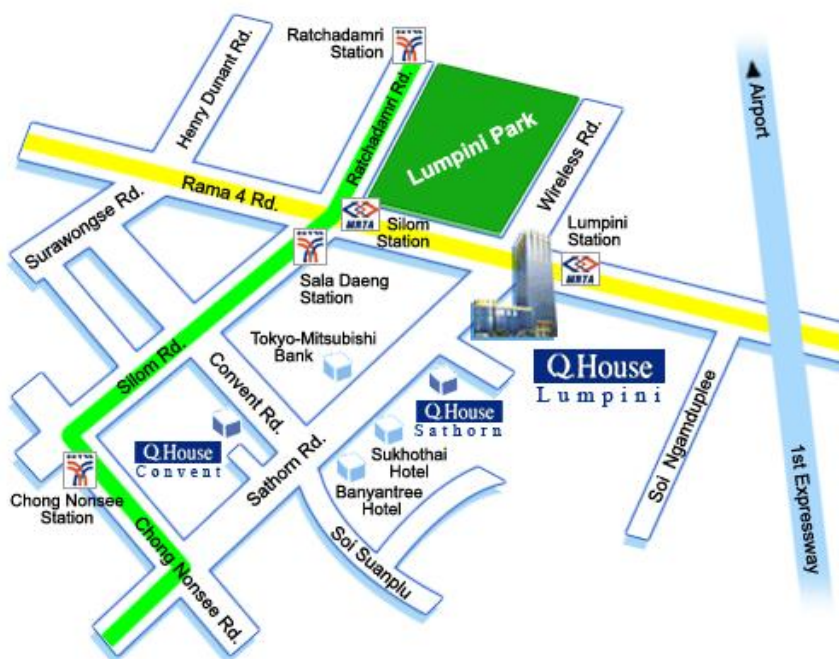 Ratchadamri
Station
Henry Dunant Rd.
Ratchadamri Rd.
Lumpini Park
Wireless Rd.
Airport
Rama 4 Rd.
Surawongse Rd.
MRTA
Silom
Station
Lumpini
Station
MRTA
Sala Daeng
Station
Tokyo-Mitsubishi
Bank
Silom Rd.
Convent Rd.
Q.House
Lumpini
Q.House
Sathorn
Q.House
Convent
Sathorn Rd.
Sukhothai
Hotel
Banyantree
Hotel
Soi Ngamduplee
1st Expressway
Chong Nonsee
Station
Chong Nonsee Rd.
Soi Suanplu